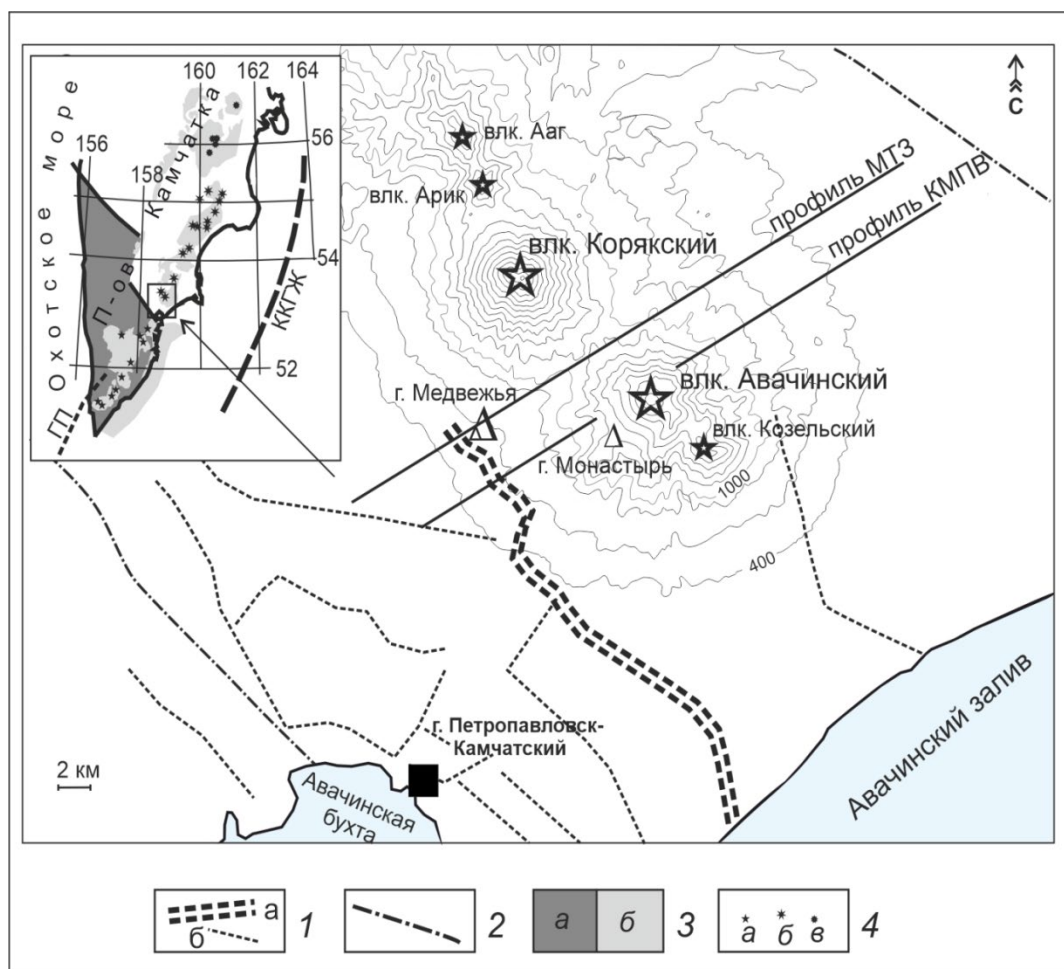 160
162
164
156
158
56
54
52
Охотское море
Камчатка
П-ов
ГП
ККГЖ
С
влк. Ааг
влк. Арик
влк. Корякский
профиль МТЗ
профиль КМПВ
влк. Авачинский
г. Медвежья
влк. Козельский
г. Монастырь
1000
400
г. Петропавловск-
Камчатский
2 км
Авачинская
бухта
Авачинский залив
а
б
1
2
а
б
3
а
б
в
4